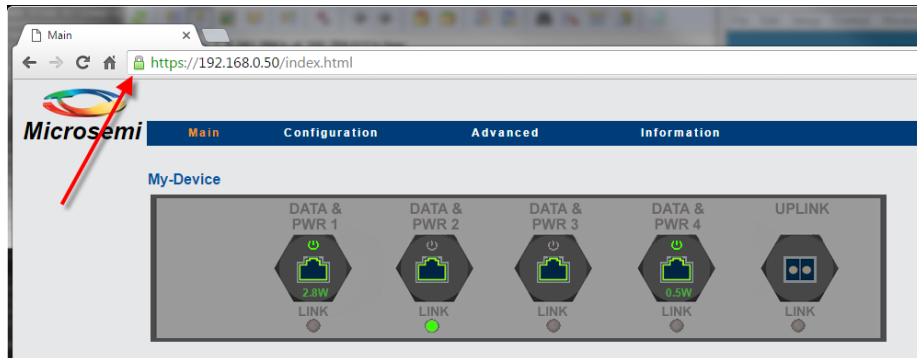 Main
https://192.168.0.50/index.html
Microsemi
Main Configuration Advanced Information
My-Device
DATA & PWR 1
DATA & PWR 2
DATA & PWR 3
DATA & PWR 4
UPLINK
2.8W
0.5W
LINK LINK LINK LINK LINK